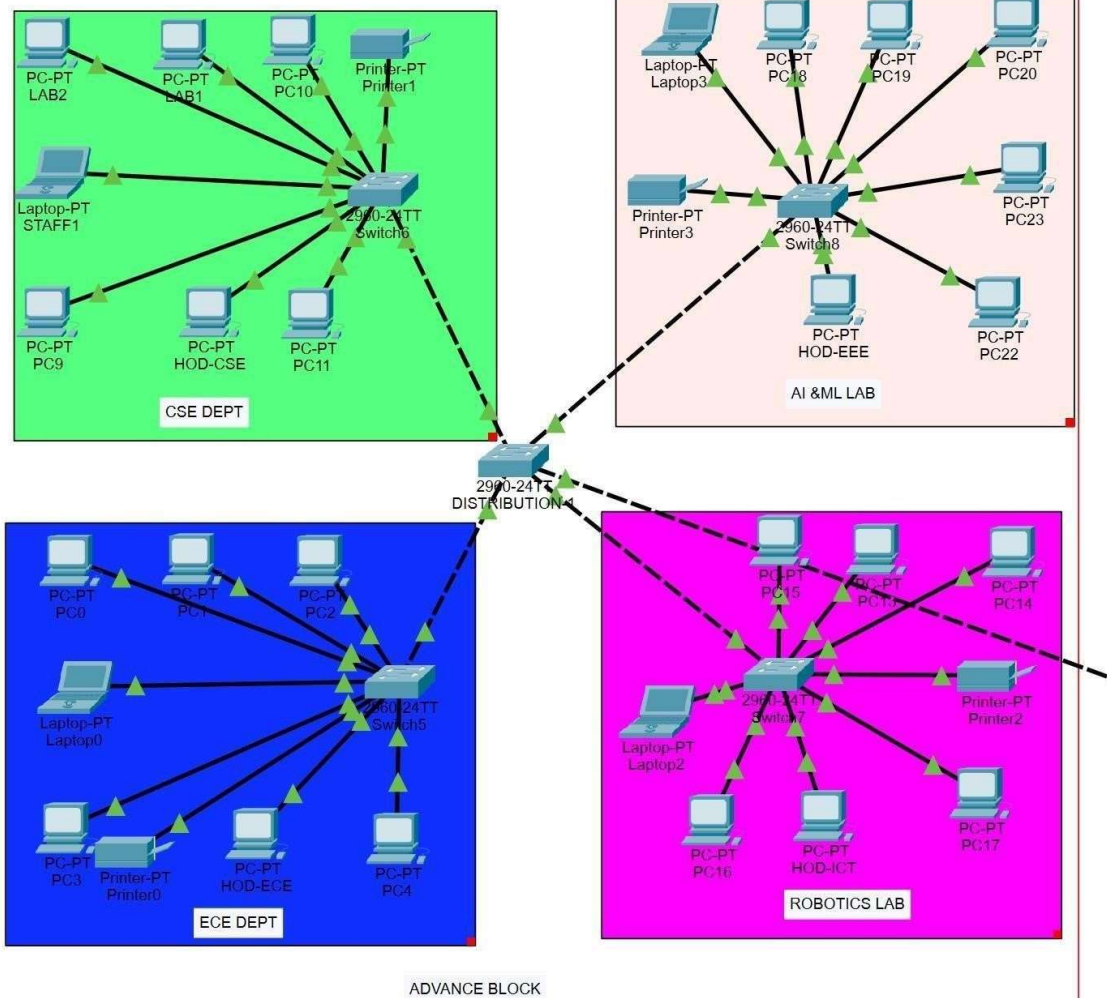 PC-PT
LAB2
PC-PT
LAB1
PC-PT
PC10
Printer-PT
Printer1
Laptop-PT
STAFF1
2960-24TT
Switch6
PC-PT
PC9
PC-PT
HOD-CSE
PC-PT
PC11
CSE DEPT
Laptop-PT
Laptop3
PC-PT
PC18
PC-PT
PC19
PC-PT
PC20
Printer-PT
Printer3
2960-24TT
Switch8
PC-PT
PC23
PC-PT
HOD-EEE
PC-PT
PC22
AI &ML LAB
2960-24TT
DISTRIBUTION-1
PC-PT
PC0
PC-PT
PC1
PC-PT
PC2
Laptop-PT
Laptop0
2960-24TT
Switch5
PC-PT
PC3
Printer-PT
Printer0
PC-PT
HOD-ECE
PC-PT
PC4
ECE DEPT
PC-PT
PC15
PC-PT
PC13
PC-PT
PC14
Laptop-PT
Laptop2
2960-24TT
Switch7
Printer-PT
Printer2
PC-PT
PC16
PC-PT
HOD-ICT
PC-PT
PC17
ROBOTICS LAB
ADVANCE BLOCK